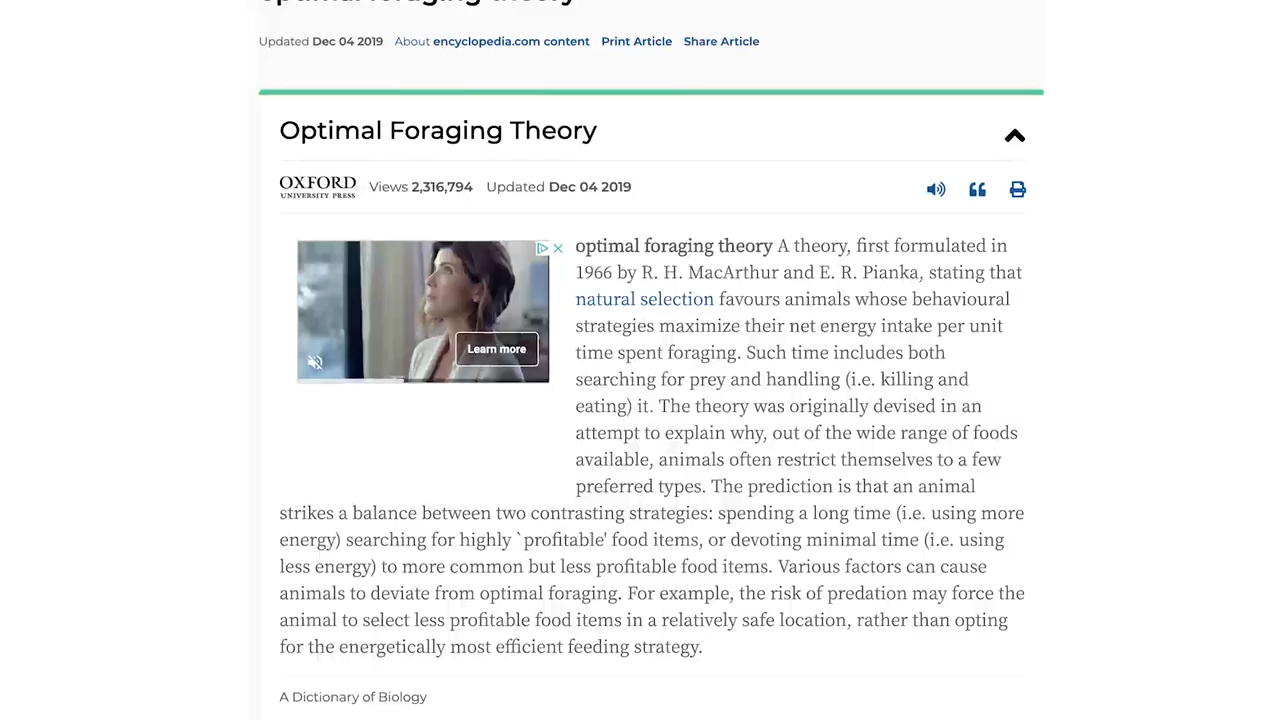 optimal foraging theory
Updated Dec 04 2019 About encyclopedia.com content Print Article Share Article
Optimal Foraging Theory
OXFORD
UNIVERSITY PRESS
Views 2,316,794 Updated Dec 04 2019
Learn more
optimal foraging theory A theory, first formulated in
1966 by R. H. MacArthur and E. R. Pianka, stating that
natural selection favours animals whose behavioural
strategies maximize their net energy intake per unit
time spent foraging. Such time includes both
searching for prey and handling (i.e. killing and
eating) it. The theory was originally devised in an
attempt to explain why, out of the wide range of foods
available, animals often restrict themselves to a few
preferred types. The prediction is that an animal
strikes a balance between two contrasting strategies: spending a long time (i.e. using more
energy) searching for highly `profitable' food items, or devoting minimal time (i.e. using
less energy) to more common but less profitable food items. Various factors can cause
animals to deviate from optimal foraging. For example, the risk of predation may force the
animal to select less profitable food items in a relatively safe location, rather than opting
for the energetically most efficient feeding strategy.
A Dictionary of Biology